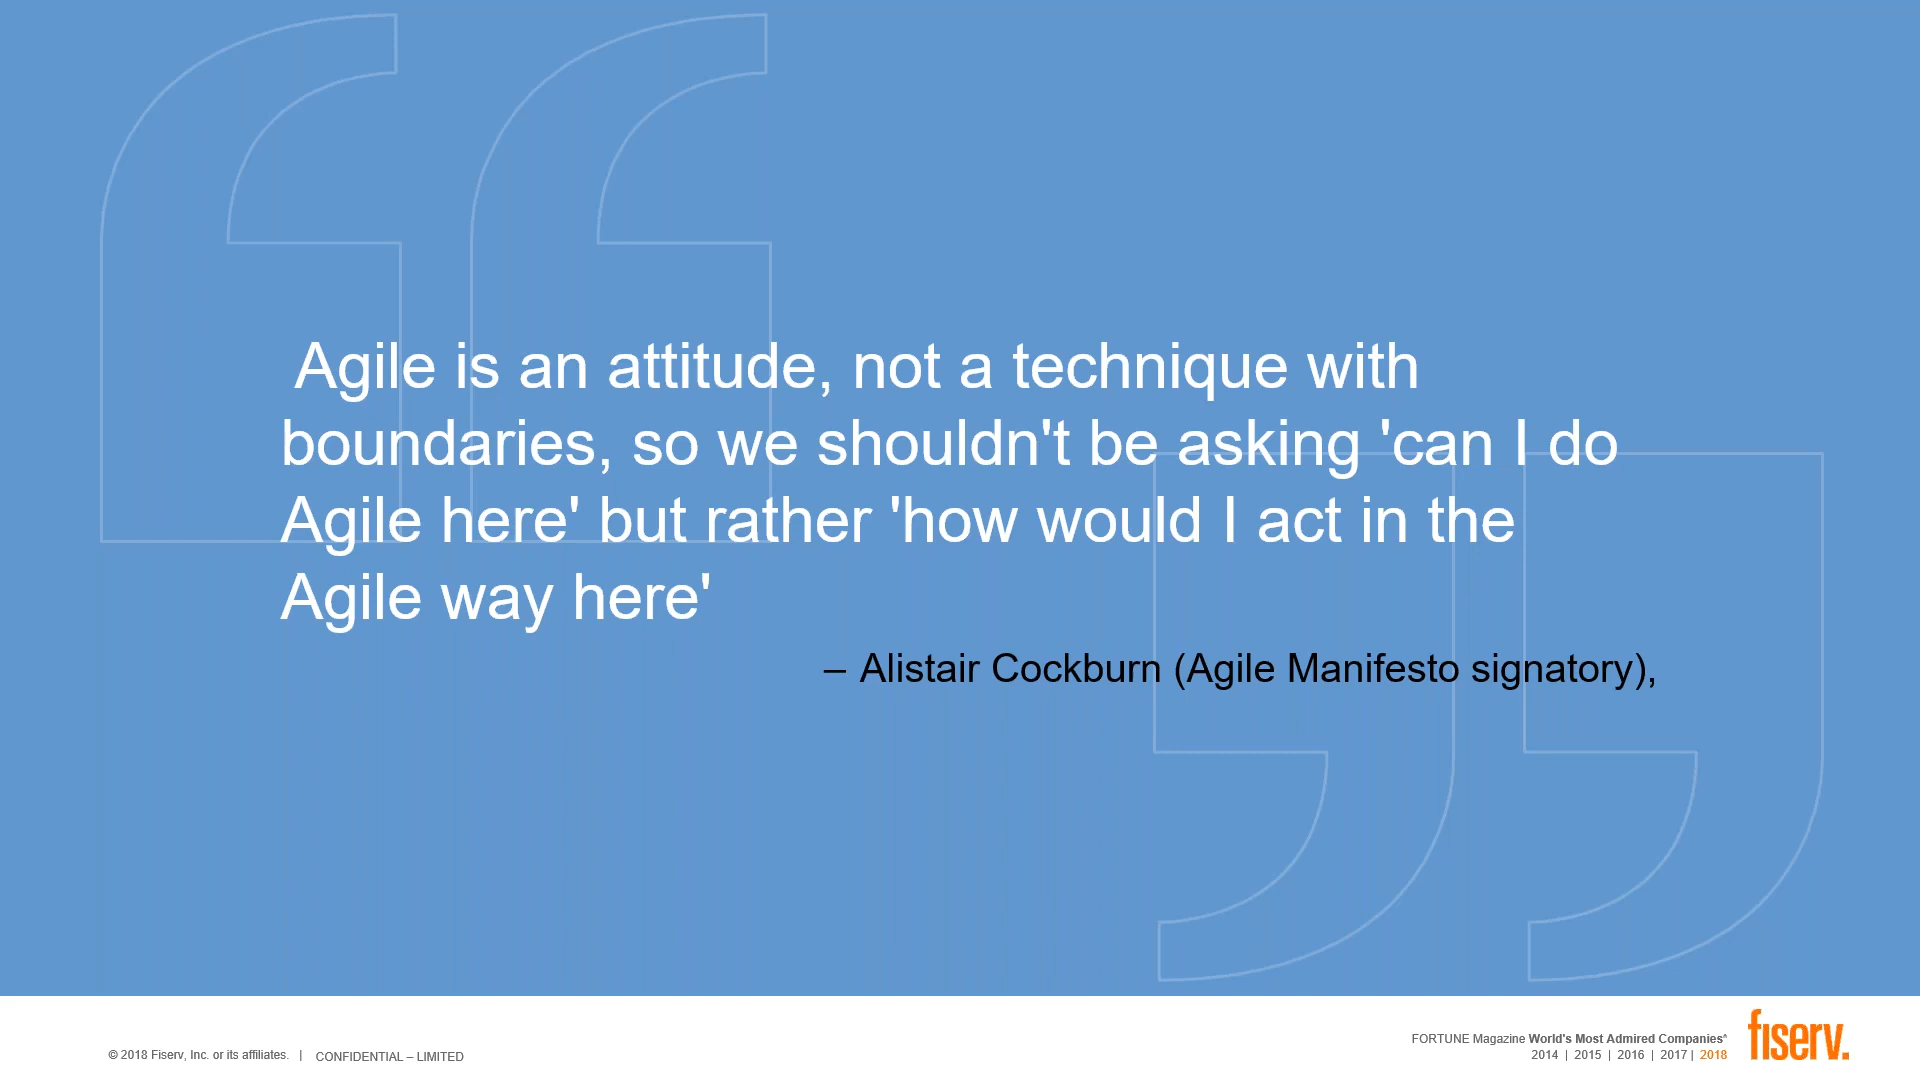 Agile is an attitude, not a technique with
boundaries, so we shouldn't be asking 'can I do
Agile here' but rather 'how would I act in the
Agile way here'
– Alistair Cockburn (Agile Manifesto signatory),
© 2018 Fiserv, Inc. or its affiliates. | CONFIDENTIAL – LIMITED
FORTUNE Magazine World's Most Admired Companies®
2014 | 2015 | 2016 | 2017 | 2018
fiserv.